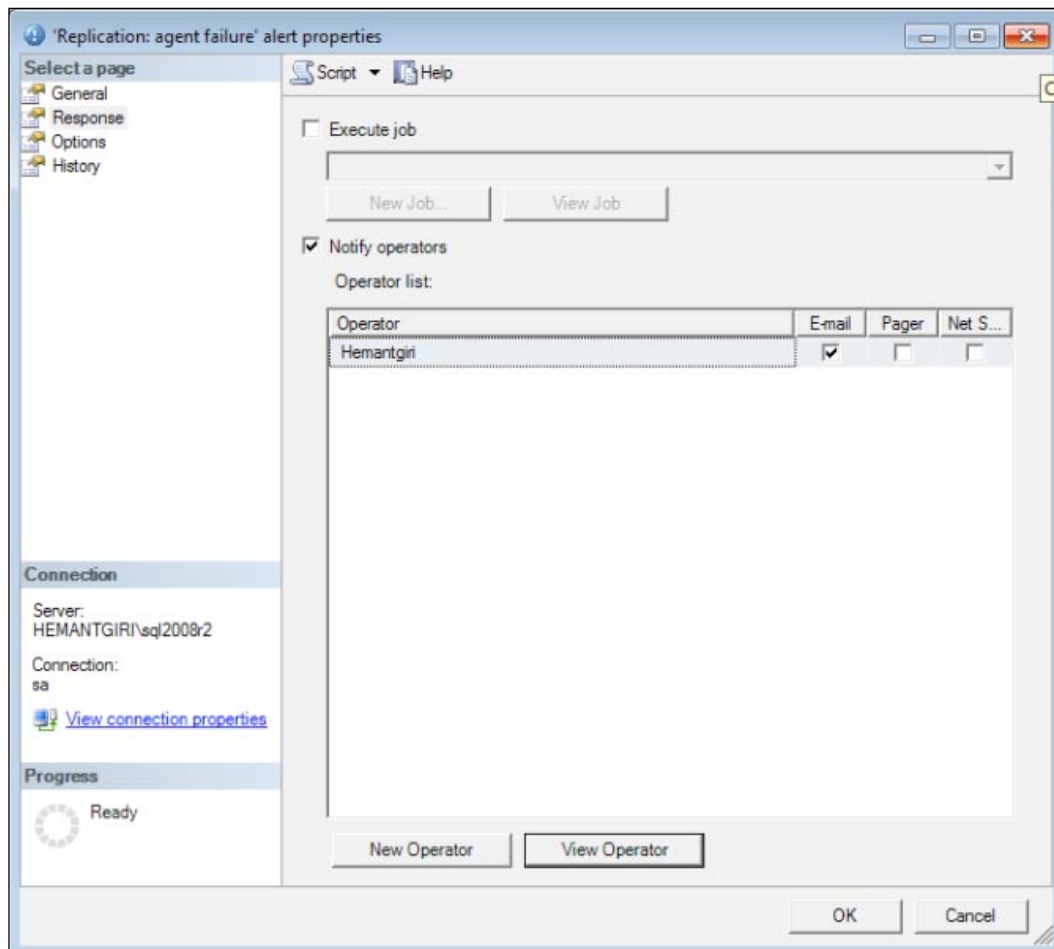 'Replication: agent failure' alert properties
Select a page
General
Response
Options
History
Script Help
Execute job
New Job... View Job
Notify operators
Operator list:
Operator E-mail Pager Net S...
Hemantgiri
Connection
Server:
HEMANTGIRI\sql2008r2
Connection:
sa
View connection properties
Progress
Ready
New Operator View Operator
OK Cancel